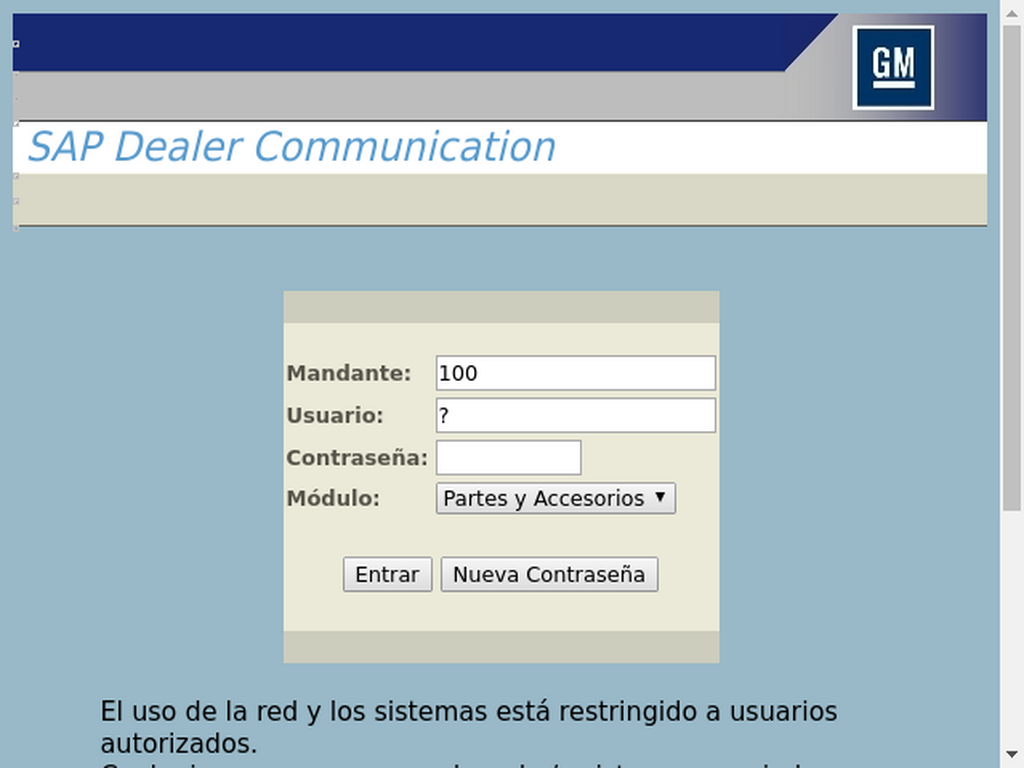 GM
SAP Dealer Communication
Mandante: 100
Usuario: ?
Contraseña:
Módulo: Partes y Accesorios
Entrar Nueva Contraseña
El uso de la red y los sistemas está restringido a usuarios
autorizados.